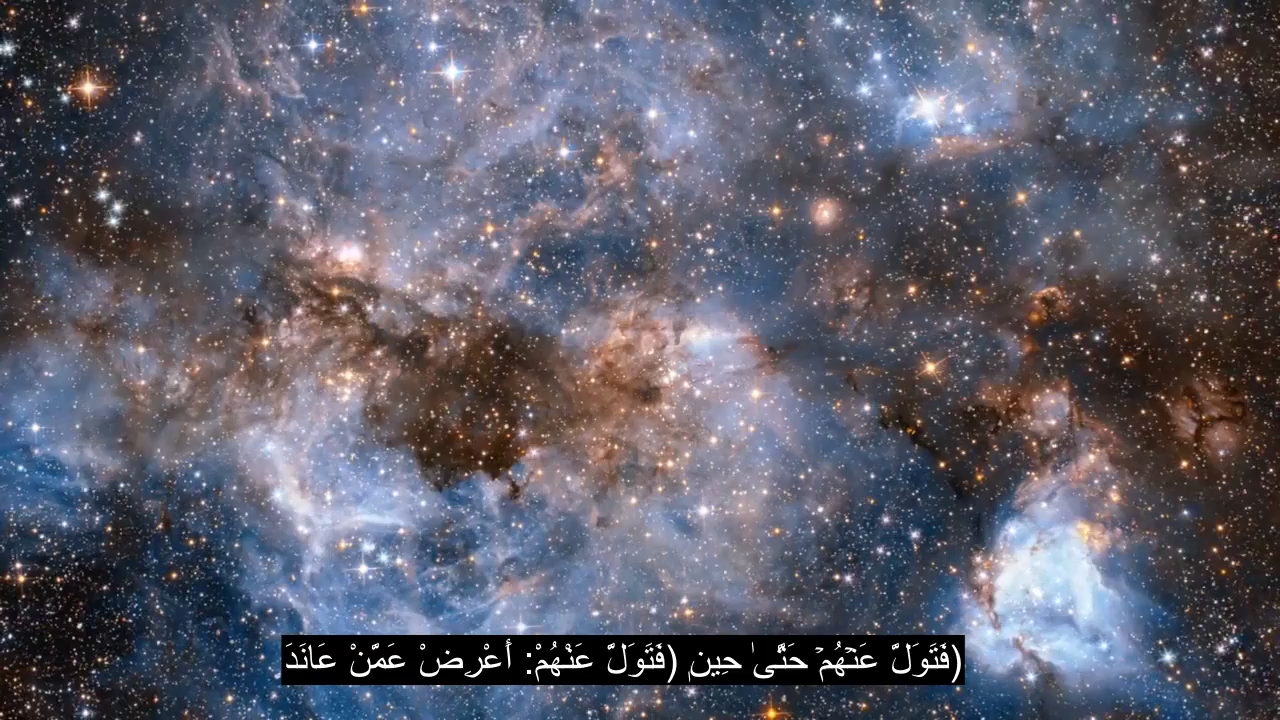 (فَتَوَلَّ عَنۡهُمۡ حَتَّىٰ حِينٖ (فَتَوَلَّ عَنْهُمْ: أَعْرِضْ عَمَّنْ عَانَدَ